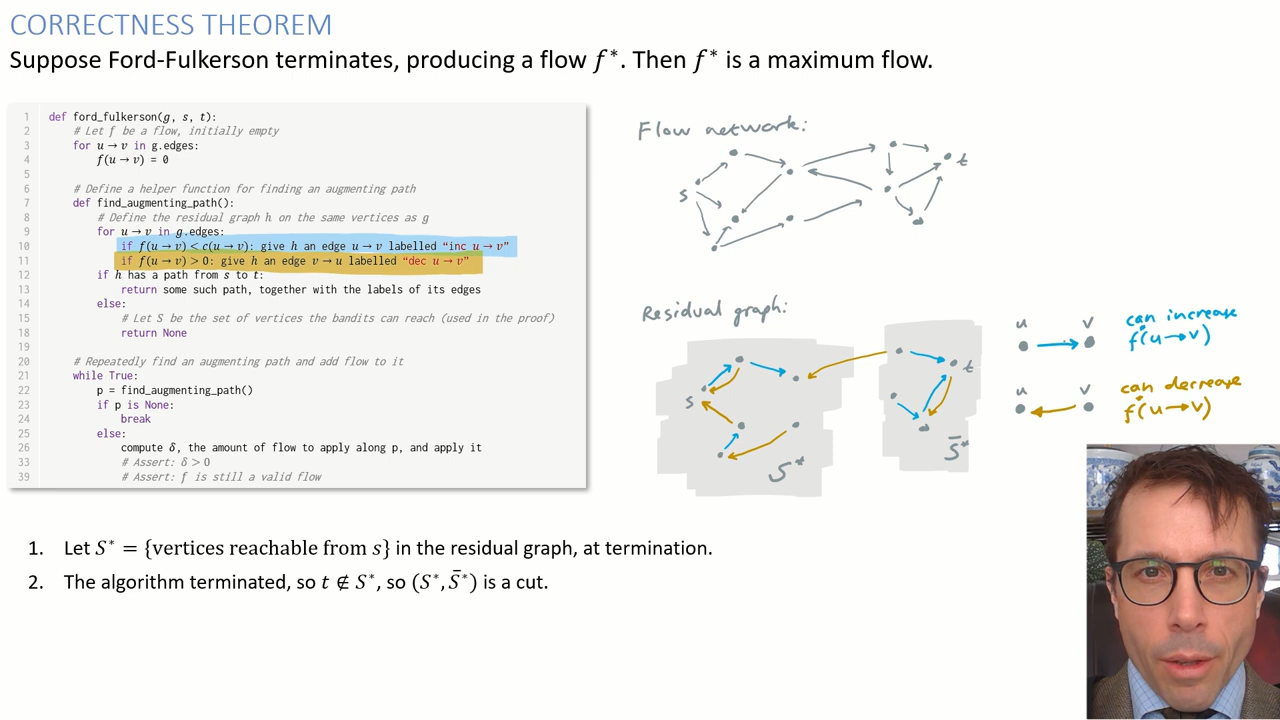 CORRECTNESS THEOREM
Suppose Ford-Fulkerson terminates, producing a flow f*. Then f* is a maximum flow.
1 def ford_fulkerson(g, s, t):
2 # Let f be a flow, initially empty
3 for u → v in g.edges:
4 f(u → v) = 0
5
6 # Define a helper function for finding an augmenting path
7 def find_augmenting_path():
8 # Define the residual graph h on the same vertices as g
9 for u → v in g.edges:
10 if f(u → v) < c(u → v): give h an edge u → v labelled “inc u → v”
11 if f(u → v) > 0: give h an edge v → u labelled “dec u → v”
12 if h has a path from s to t:
13 return some such path, together with the labels of its edges
14 else:
15 # Let S be the set of vertices the bandits can reach (used in the proof)
18 return None
19
20 # Repeatedly find an augmenting path and add flow to it
21 while True:
22 p = find_augmenting_path()
23 if p is None:
24 break
25 else:
26 compute δ, the amount of flow to apply along p, and apply it
33 # Assert: δ > 0
39 # Assert: f is still a valid flow
Flow network:
s
t
Residual graph:
s
S*
t
S̄*
u v
can increase
f(u→v)
u v
can decrease
f(u→v)
1. Let S* = {vertices reachable from s} in the residual graph, at termination.
2. The algorithm terminated, so t ∉ S*, so (S*, S̄*) is a cut.